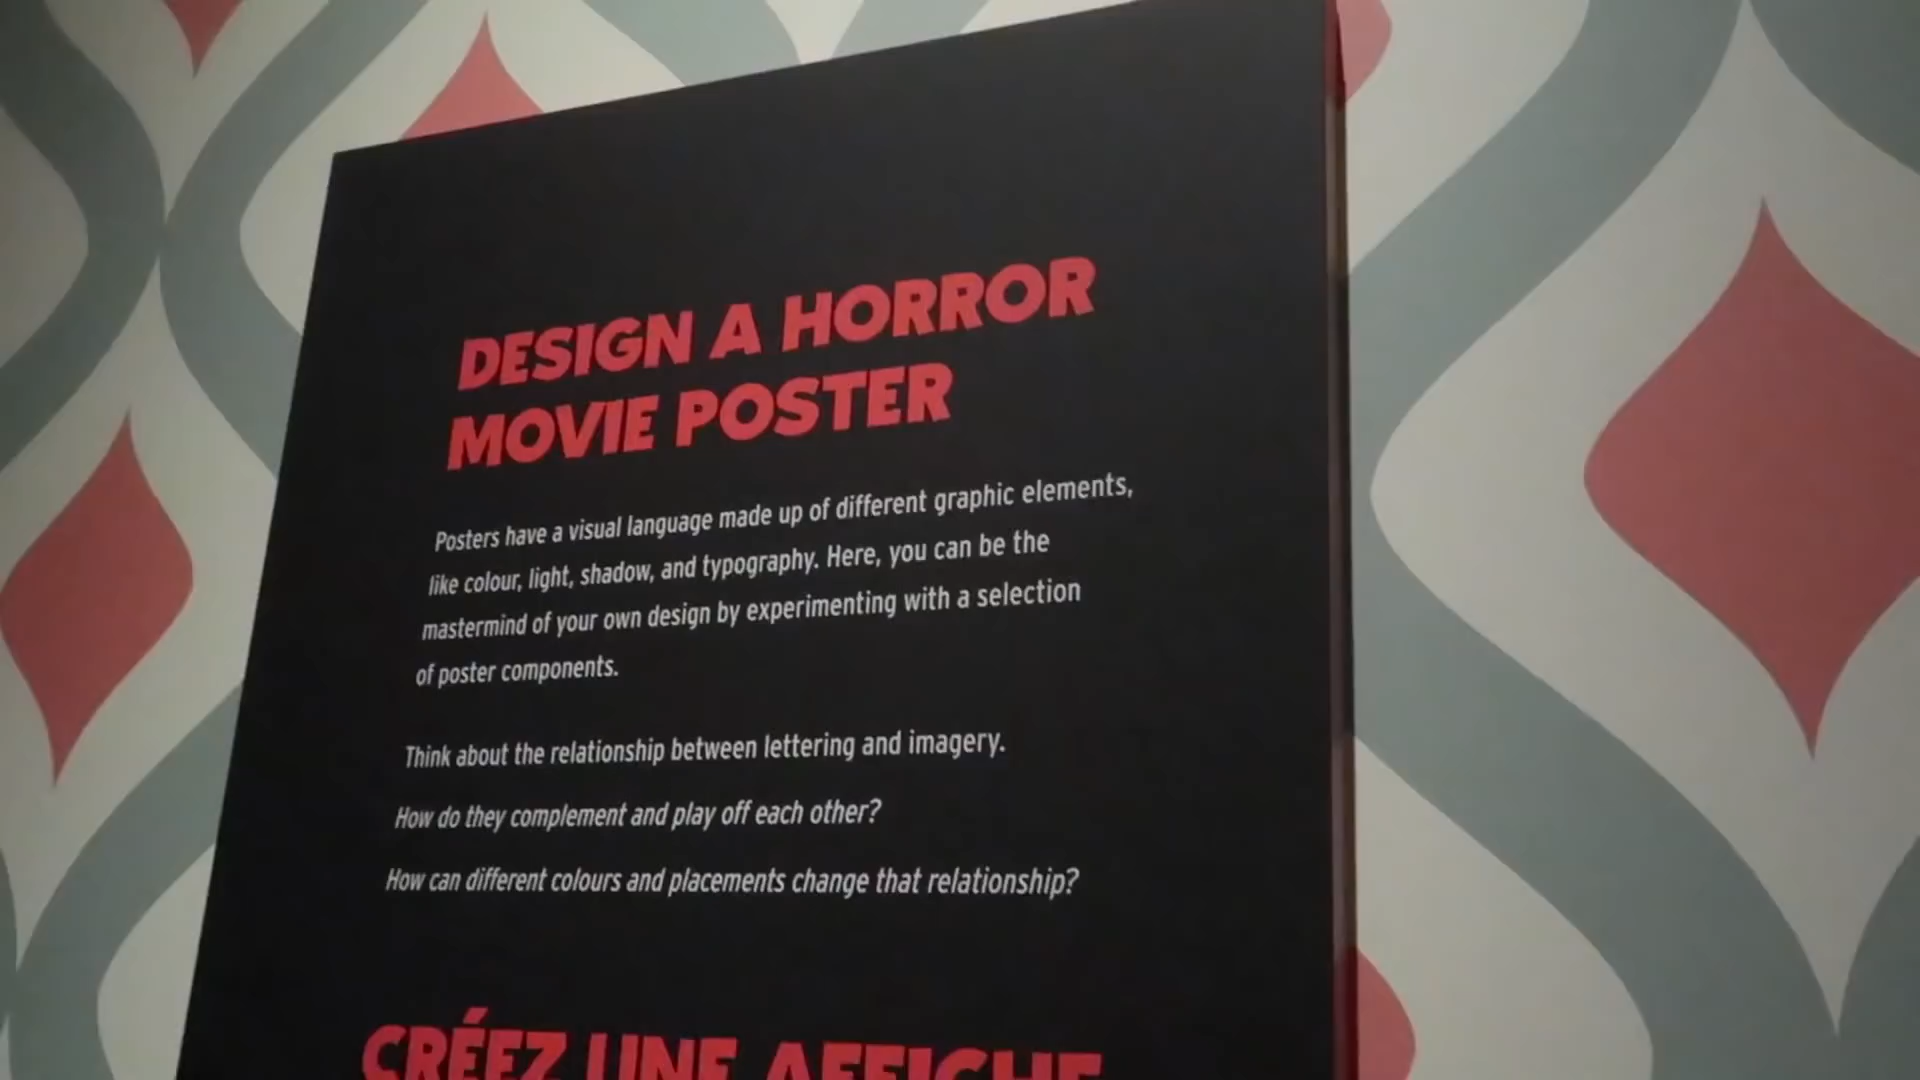 DESIGN A HORROR
MOVIE POSTER
Posters have a visual language made up of different graphic elements,
like colour, light, shadow, and typography. Here, you can be the
mastermind of your own design by experimenting with a selection
of poster components.
Think about the relationship between lettering and imagery.
How do they complement and play off each other?
How can different colours and placements change that relationship?
CRÉEZ UNE AFFICHE